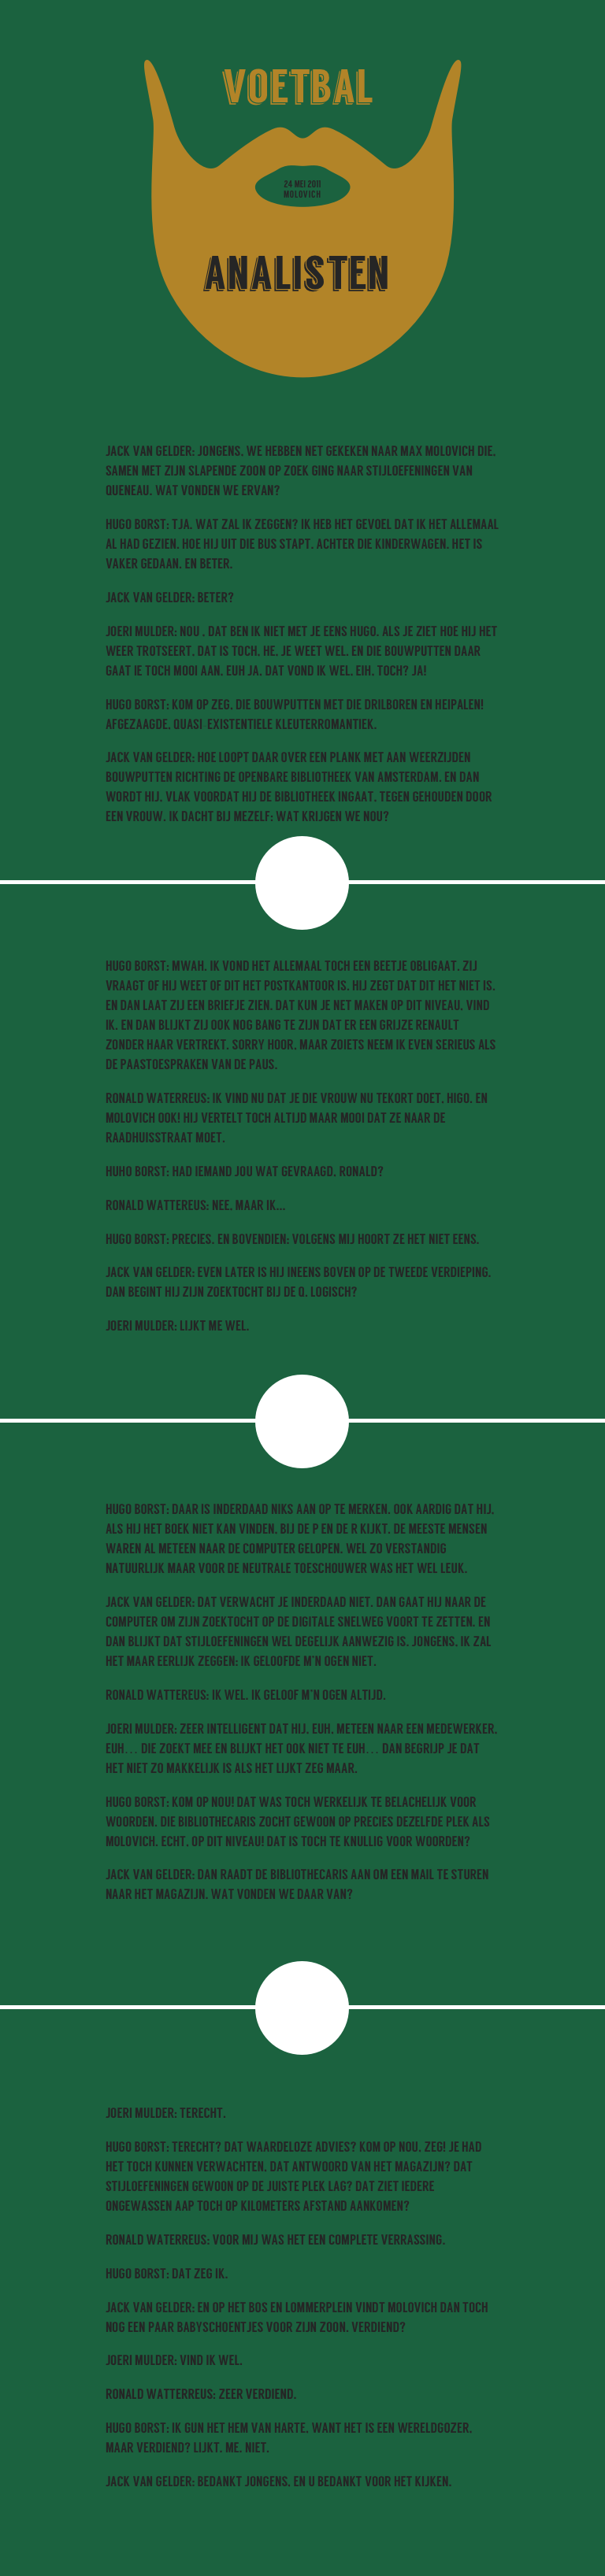 VOETBAL
24 MEI 2011
MOLOVICH
ANALISTEN
JACK VAN GELDER: JONGENS. WE HEBBEN NET GEKEKEN NAAR MAX MOLOVICH DIE.
SAMEN MET ZIJN SLAPENDE ZOON OP ZOEK GING NAAR STIJLOEFENINGEN VAN
QUENEAU. WAT VONDEN WE ERVAN?
HUGO BORST: TJA. WAT ZAL IK ZEGGEN? IK HEB HET GEVOEL DAT IK HET ALLEMAAL
AL HAD GEZIEN. HOE HIJ UIT DIE BUS STAPT. ACHTER DIE KINDERWAGEN. HET IS
VAKER GEDAAN. EN BETER.
JACK VAN GELDER: BETER?
JOERI MULDER: NOU . DAT BEN IK NIET MET JE EENS HUGO. ALS JE ZIET HOE HIJ HET
WEER TROTSEERT. DAT IS TOCH. HE. JE WEET WEL. EN DIE BOUWPUTTEN DAAR
GAAT IE TOCH MOOI AAN. EUH JA. DAT VOND IK WEL. EIH. TOCH? JA!
HUGO BORST: KOM OP ZEG. DIE BOUWPUTTEN MET DIE DRILBOREN EN HEIPALEN!
AFGEZAAGDE. QUASI EXISTENTIELE KLEUTERROMANTIEK.
JACK VAN GELDER: HOE LOOPT DAAR OVER EEN PLANK MET AAN WEERZIJDEN
BOUWPUTTEN RICHTING DE OPENBARE BIBLIOTHEEK VAN AMSTERDAM. EN DAN
WORDT HIJ. VLAK VOORDAT HIJ DE BIBLIOTHEEK INGAAT. TEGEN GEHOUDEN DOOR
EEN VROUW. IK DACHT BIJ MEZELF: WAT KRIJGEN WE NOU?
HUGO BORST: MWAH. IK VOND HET ALLEMAAL TOCH EEN BEETJE OBLIGAAT. ZIJ
VRAAGT OF HIJ WEET OF DIT HET POSTKANTOOR IS. HIJ ZEGT DAT DIT HET NIET IS.
EN DAN LAAT ZIJ EEN BRIEFJE ZIEN. DAT KUN JE NET MAKEN OP DIT NIVEAU. VIND
IK. EN DAN BLIJKT ZIJ OOK NOG BANG TE ZIJN DAT ER EEN GRIJZE RENAULT
ZONDER HAAR VERTREKT. SORRY HOOR. MAAR ZOIETS NEEM IK EVEN SERIEUS ALS
DE PAASTOESPRAKEN VAN DE PAUS.
RONALD WATERREUS: IK VIND NU DAT JE DIE VROUW NU TEKORT DOET. HIGO. EN
MOLOVICH OOK! HIJ VERTELT TOCH ALTIJD MAAR MOOI DAT ZE NAAR DE
RAADHUISSTRAAT MOET.
HUHO BORST: HAD IEMAND JOU WAT GEVRAAGD. RONALD?
RONALD WATTEREUS: NEE. MAAR IK...
HUGO BORST: PRECIES. EN BOVENDIEN: VOLGENS MIJ HOORT ZE HET NIET EENS.
JACK VAN GELDER: EVEN LATER IS HIJ INEENS BOVEN OP DE TWEEDE VERDIEPING.
DAN BEGINT HIJ ZIJN ZOEKTOCHT BIJ DE Q. LOGISCH?
JOERI MULDER: LIJKT ME WEL.
HUGO BORST: DAAR IS INDERDAAD NIKS AAN OP TE MERKEN. OOK AARDIG DAT HIJ.
ALS HIJ HET BOEK NIET KAN VINDEN. BIJ DE P EN DE R KIJKT. DE MEESTE MENSEN
WAREN AL METEEN NAAR DE COMPUTER GELOPEN. WEL ZO VERSTANDIG
NATUURLIJK MAAR VOOR DE NEUTRALE TOESCHOUWER WAS HET WEL LEUK.
JACK VAN GELDER: DAT VERWACHT JE INDERDAAD NIET. DAN GAAT HIJ NAAR DE
COMPUTER OM ZIJN ZOEKTOCHT OP DE DIGITALE SNELWEG VOORT TE ZETTEN. EN
DAN BLIJKT DAT STIJLOEFENINGEN WEL DEGELIJK AANWEZIG IS. JONGENS. IK ZAL
HET MAAR EERLIJK ZEGGEN: IK GELOOFDE M'N OGEN NIET.
RONALD WATTEREUS: IK WEL. IK GELOOF M'N OGEN ALTIJD.
JOERI MULDER: ZEER INTELLIGENT DAT HIJ. EUH. METEEN NAAR EEN MEDEWERKER.
EUH... DIE ZOEKT MEE EN BLIJKT HET OOK NIET TE EUH... DAN BEGRIJP JE DAT
HET NIET ZO MAKKELIJK IS ALS HET LIJKT ZEG MAAR.
HUGO BORST: KOM OP NOU! DAT WAS TOCH WERKELIJK TE BELACHELIJK VOOR
WOORDEN. DIE BIBLIOTHECARIS ZOCHT GEWOON OP PRECIES DEZELFDE PLEK ALS
MOLOVICH. ECHT. OP DIT NIVEAU! DAT IS TOCH TE KNULLIG VOOR WOORDEN?
JACK VAN GELDER: DAN RAADT DE BIBLIOTHECARIS AAN OM EEN MAIL TE STUREN
NAAR HET MAGAZIJN. WAT VONDEN WE DAAR VAN?
JOERI MULDER: TERECHT.
HUGO BORST: TERECHT? DAT WAARDELOZE ADVIES? KOM OP NOU. ZEG! JE HAD
HET TOCH KUNNEN VERWACHTEN. DAT ANTWOORD VAN HET MAGAZIJN? DAT
STIJLOEFENINGEN GEWOON OP DE JUISTE PLEK LAG? DAT ZIET IEDERE
ONGEWASSEN AAP TOCH OP KILOMETERS AFSTAND AANKOMEN?
RONALD WATERREUS: VOOR MIJ WAS HET EEN COMPLETE VERRASSING.
HUGO BORST: DAT ZEG IK.
JACK VAN GELDER: EN OP HET BOS EN LOMMERPLEIN VINDT MOLOVICH DAN TOCH
NOG EEN PAAR BABYSCHOENTJES VOOR ZIJN ZOON. VERDIEND?
JOERI MULDER: VIND IK WEL.
RONALD WATTERREUS: ZEER VERDIEND.
HUGO BORST: IK GUN HET HEM VAN HARTE. WANT HET IS EEN WERELDGOZER.
MAAR VERDIEND? LIJKT. ME. NIET.
JACK VAN GELDER: BEDANKT JONGENS. EN U BEDANKT VOOR HET KIJKEN.